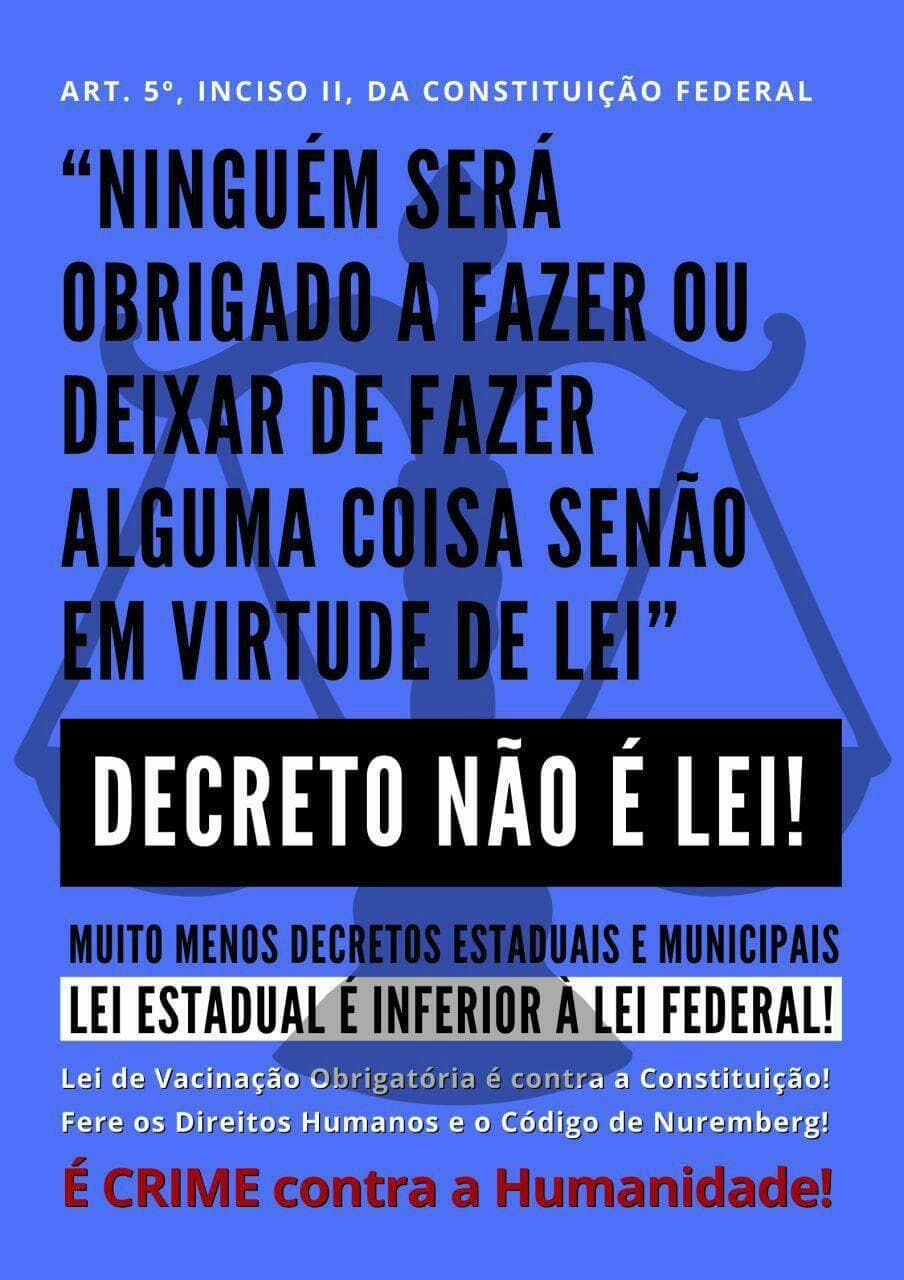 ART. 5º, INCISO II, DA CONSTITUIÇÃO FEDERAL
“NINGUÉM SERÁ
OBRIGADO A FAZER OU
DEIXAR DE FAZER
ALGUMA COISA SENÃO
EM VIRTUDE DE LEI”
DECRETO NÃO É LEI!
MUITO MENOS DECRETOS ESTADUAIS E MUNICIPAIS
LEI ESTADUAL É INFERIOR À LEI FEDERAL!
Lei de Vacinação Obrigatória é contra a Constituição!
Fere os Direitos Humanos e o Código de Nuremberg!
É CRIME contra a Humanidade!